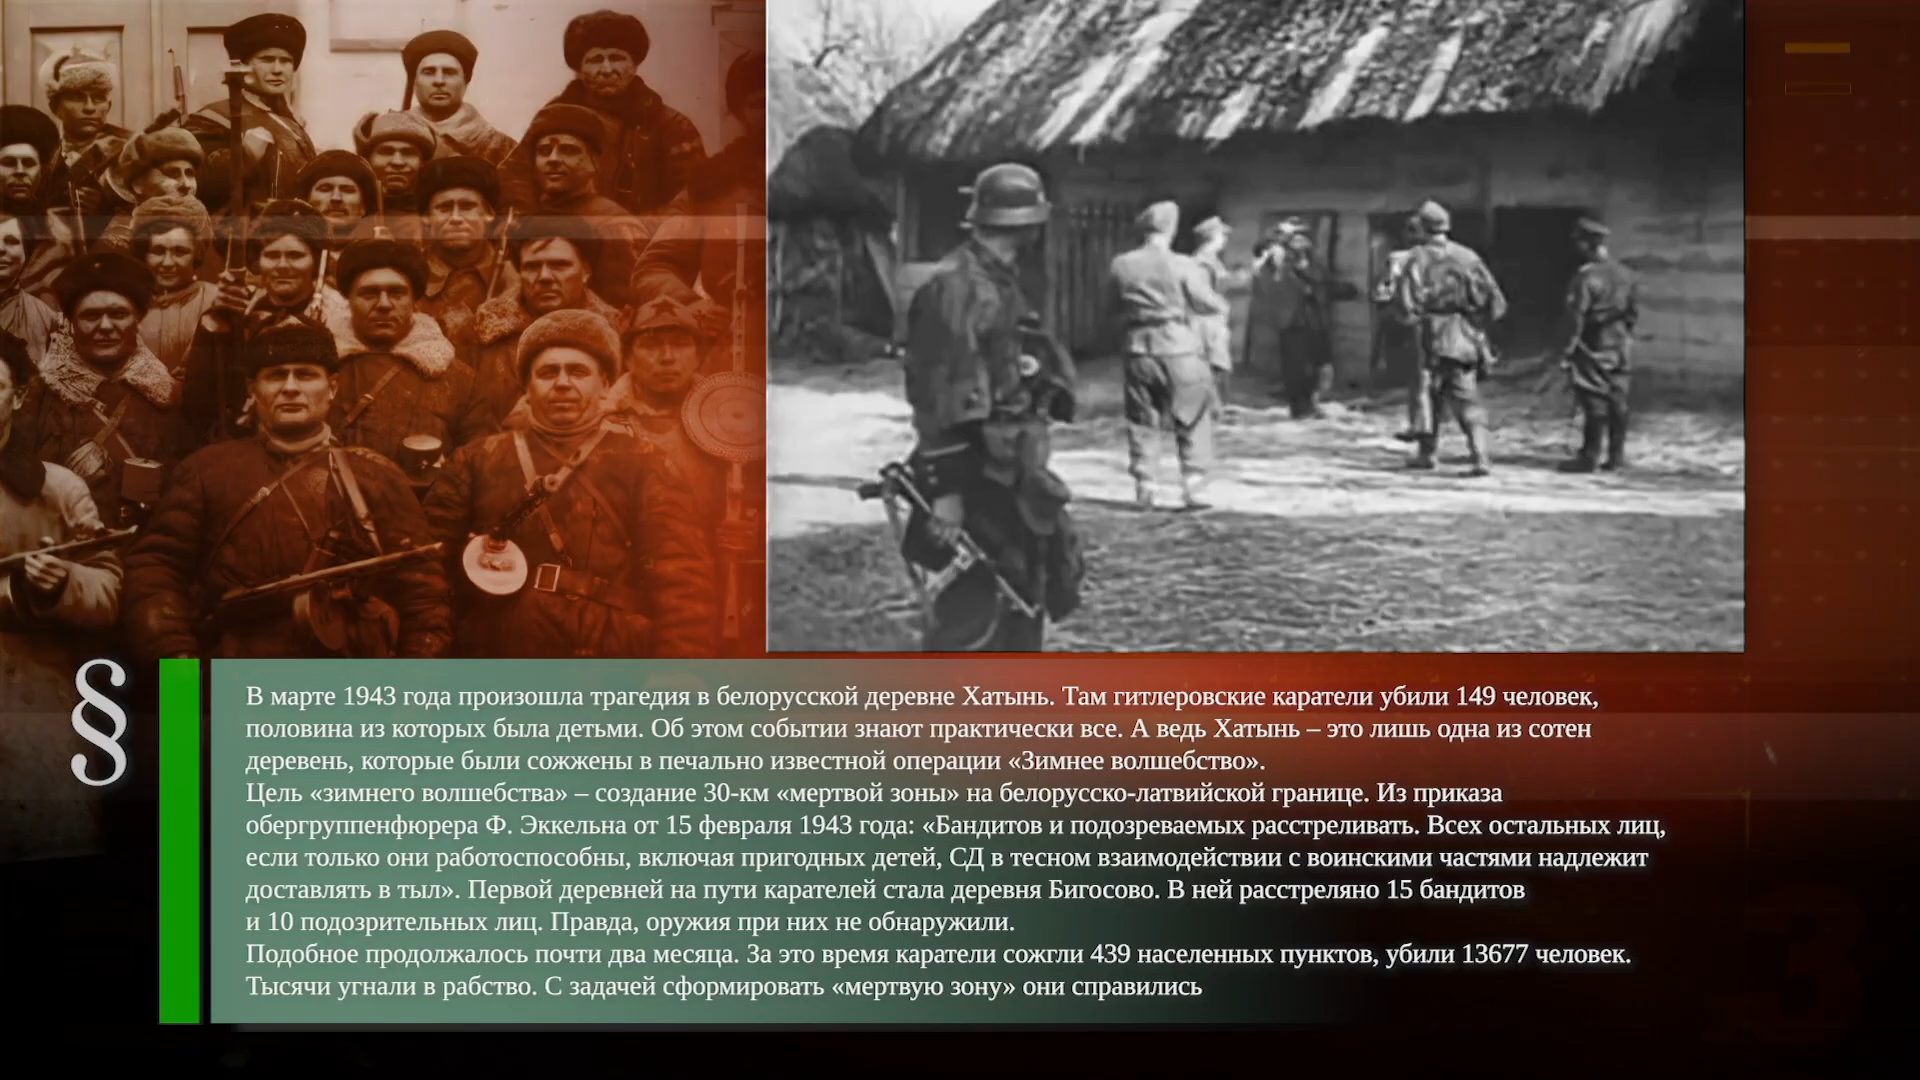 §
В марте 1943 года произошла трагедия в белорусской деревне Хатынь. Там гитлеровские каратели убили 149 человек,
половина из которых была детьми. Об этом событии знают практически все. А ведь Хатынь – это лишь одна из сотен
деревень, которые были сожжены в печально известной операции «Зимнее волшебство».
Цель «зимнего волшебства» – создание 30-км «мертвой зоны» на белорусско-латвийской границе. Из приказа
обергруппенфюрера Ф. Эккельна от 15 февраля 1943 года: «Бандитов и подозреваемых расстреливать. Всех остальных лиц,
если только они работоспособны, включая пригодных детей, СД в тесном взаимодействии с воинскими частями надлежит
доставлять в тыл». Первой деревней на пути карателей стала деревня Бигосово. В ней расстреляно 15 бандитов
и 10 подозрительных лиц. Правда, оружия при них не обнаружили.
Подобное продолжалось почти два месяца. За это время каратели сожгли 439 населенных пунктов, убили 13677 человек.
Тысячи угнали в рабство. С задачей сформировать «мертвую зону» они справились